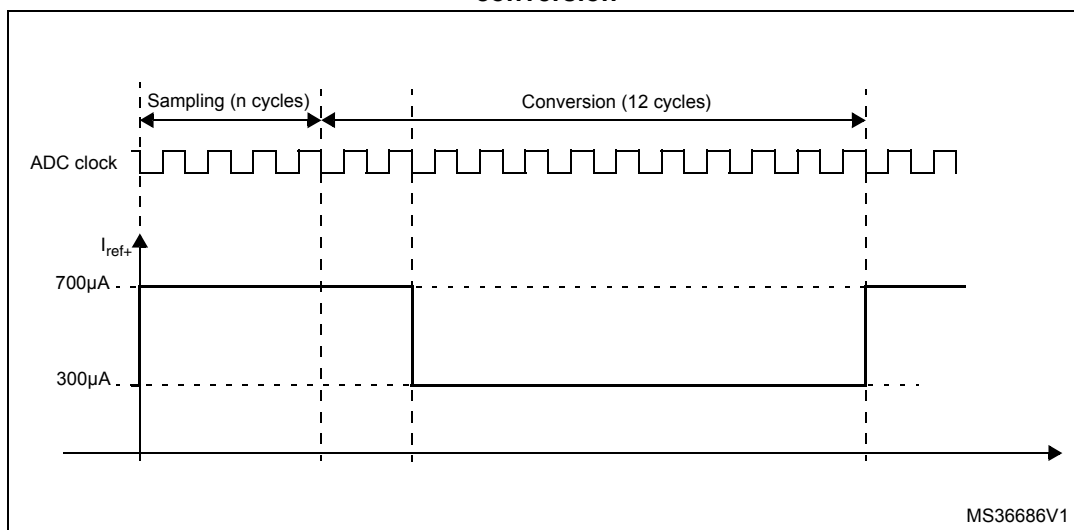 conversion
Sampling (n cycles)
Conversion (12 cycles)
ADC clock
Iref+
700µA
300µA
MS36686V1